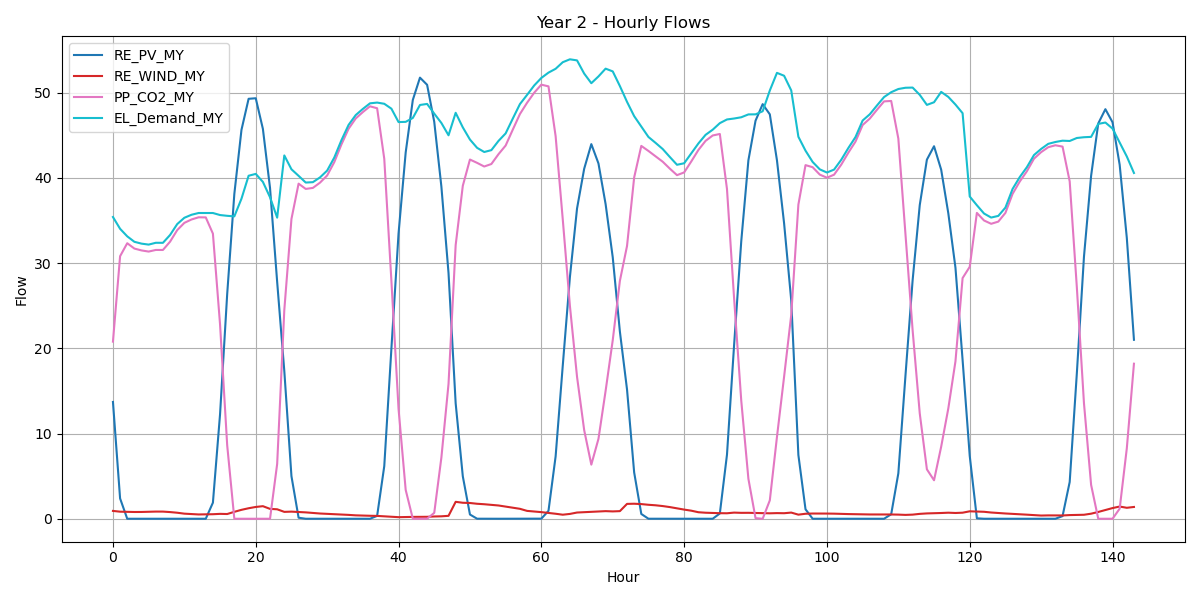 Year 2 - Hourly Flows
RE_PV_MY
RE_WIND_MY
PP_CO2_MY
EL_Demand_MY
Flow
50
40
30
20
10
0
0 20 40 60 80 100 120 140
Hour